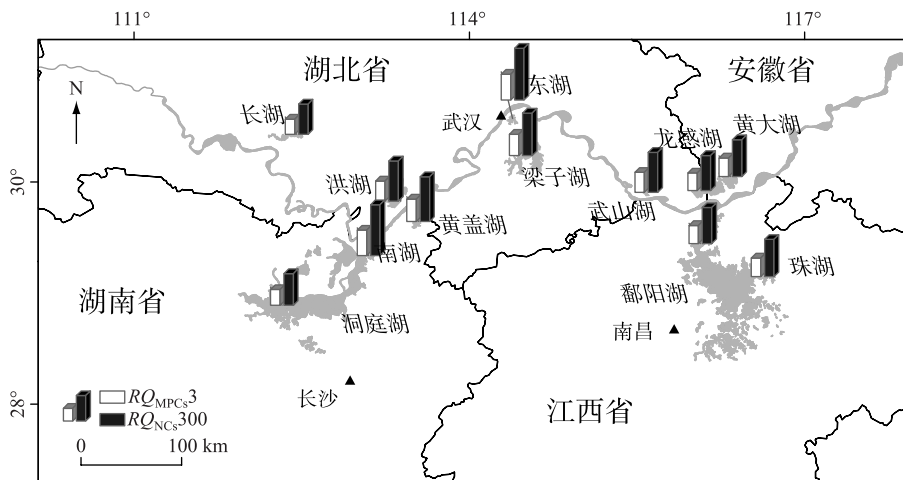 111°
114°
117°
湖北省
安徽省
N
东湖
长湖
武汉
黄大湖
龙感湖
30°
洪湖
梁子湖
武山湖
黄盖湖
南湖
珠湖
鄱阳湖
湖南省
洞庭湖
南昌
长沙
28°
江西省
RQMPCs3
RQNCs300
0 100 km